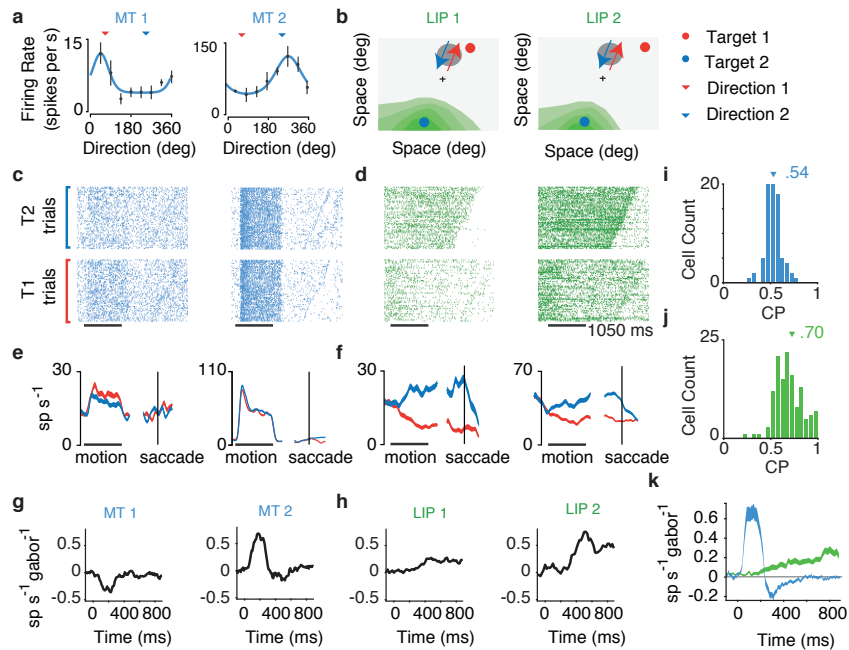 a
MT 1
MT 2
Firing Rate
(spikes per s)
15
0
150
0
0 180 360
0 180 360
Direction (deg)
Direction (deg)
b
LIP 1
LIP 2
Space (deg)
Space (deg)
Space (deg)
Space (deg)
+
+
Target 1
Target 2
Direction 1
Direction 2
c
d
T2
trials
T1
trials
1050 ms
i
.54
20
0
Cell Count
0 0.5 1
CP
j
.70
25
0
Cell Count
0 0.5 1
CP
e
sp s-1
30
0
motion saccade
110
0
motion saccade
f
30
0
motion saccade
70
0
motion saccade
g
MT 1
MT 2
sp s-1 gabor-1
0.5
0
-0.5
0 400 800
Time (ms)
0.5
0
-0.5
0 400 800
Time (ms)
h
LIP 1
LIP 2
0.5
0
-0.5
0 400 800
Time (ms)
0.5
0
-0.5
0 400 800
Time (ms)
k
sp s-1 gabor-1
0.6
0.4
0.2
0
-0.2
0 400 800
Time (ms)